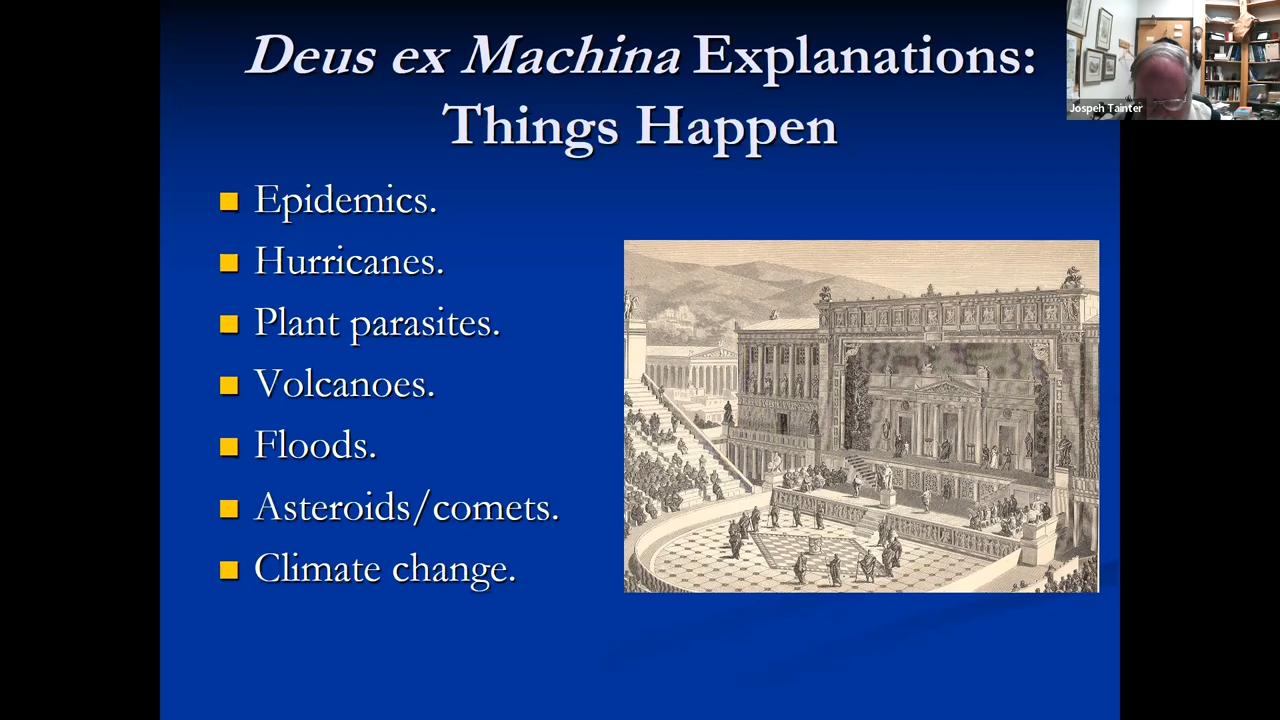 Deus ex Machina Explanations:
Things Happen
Epidemics.
Hurricanes.
Plant parasites.
Volcanoes.
Floods.
Asteroids/comets.
Climate change.
Jospeh Tainter